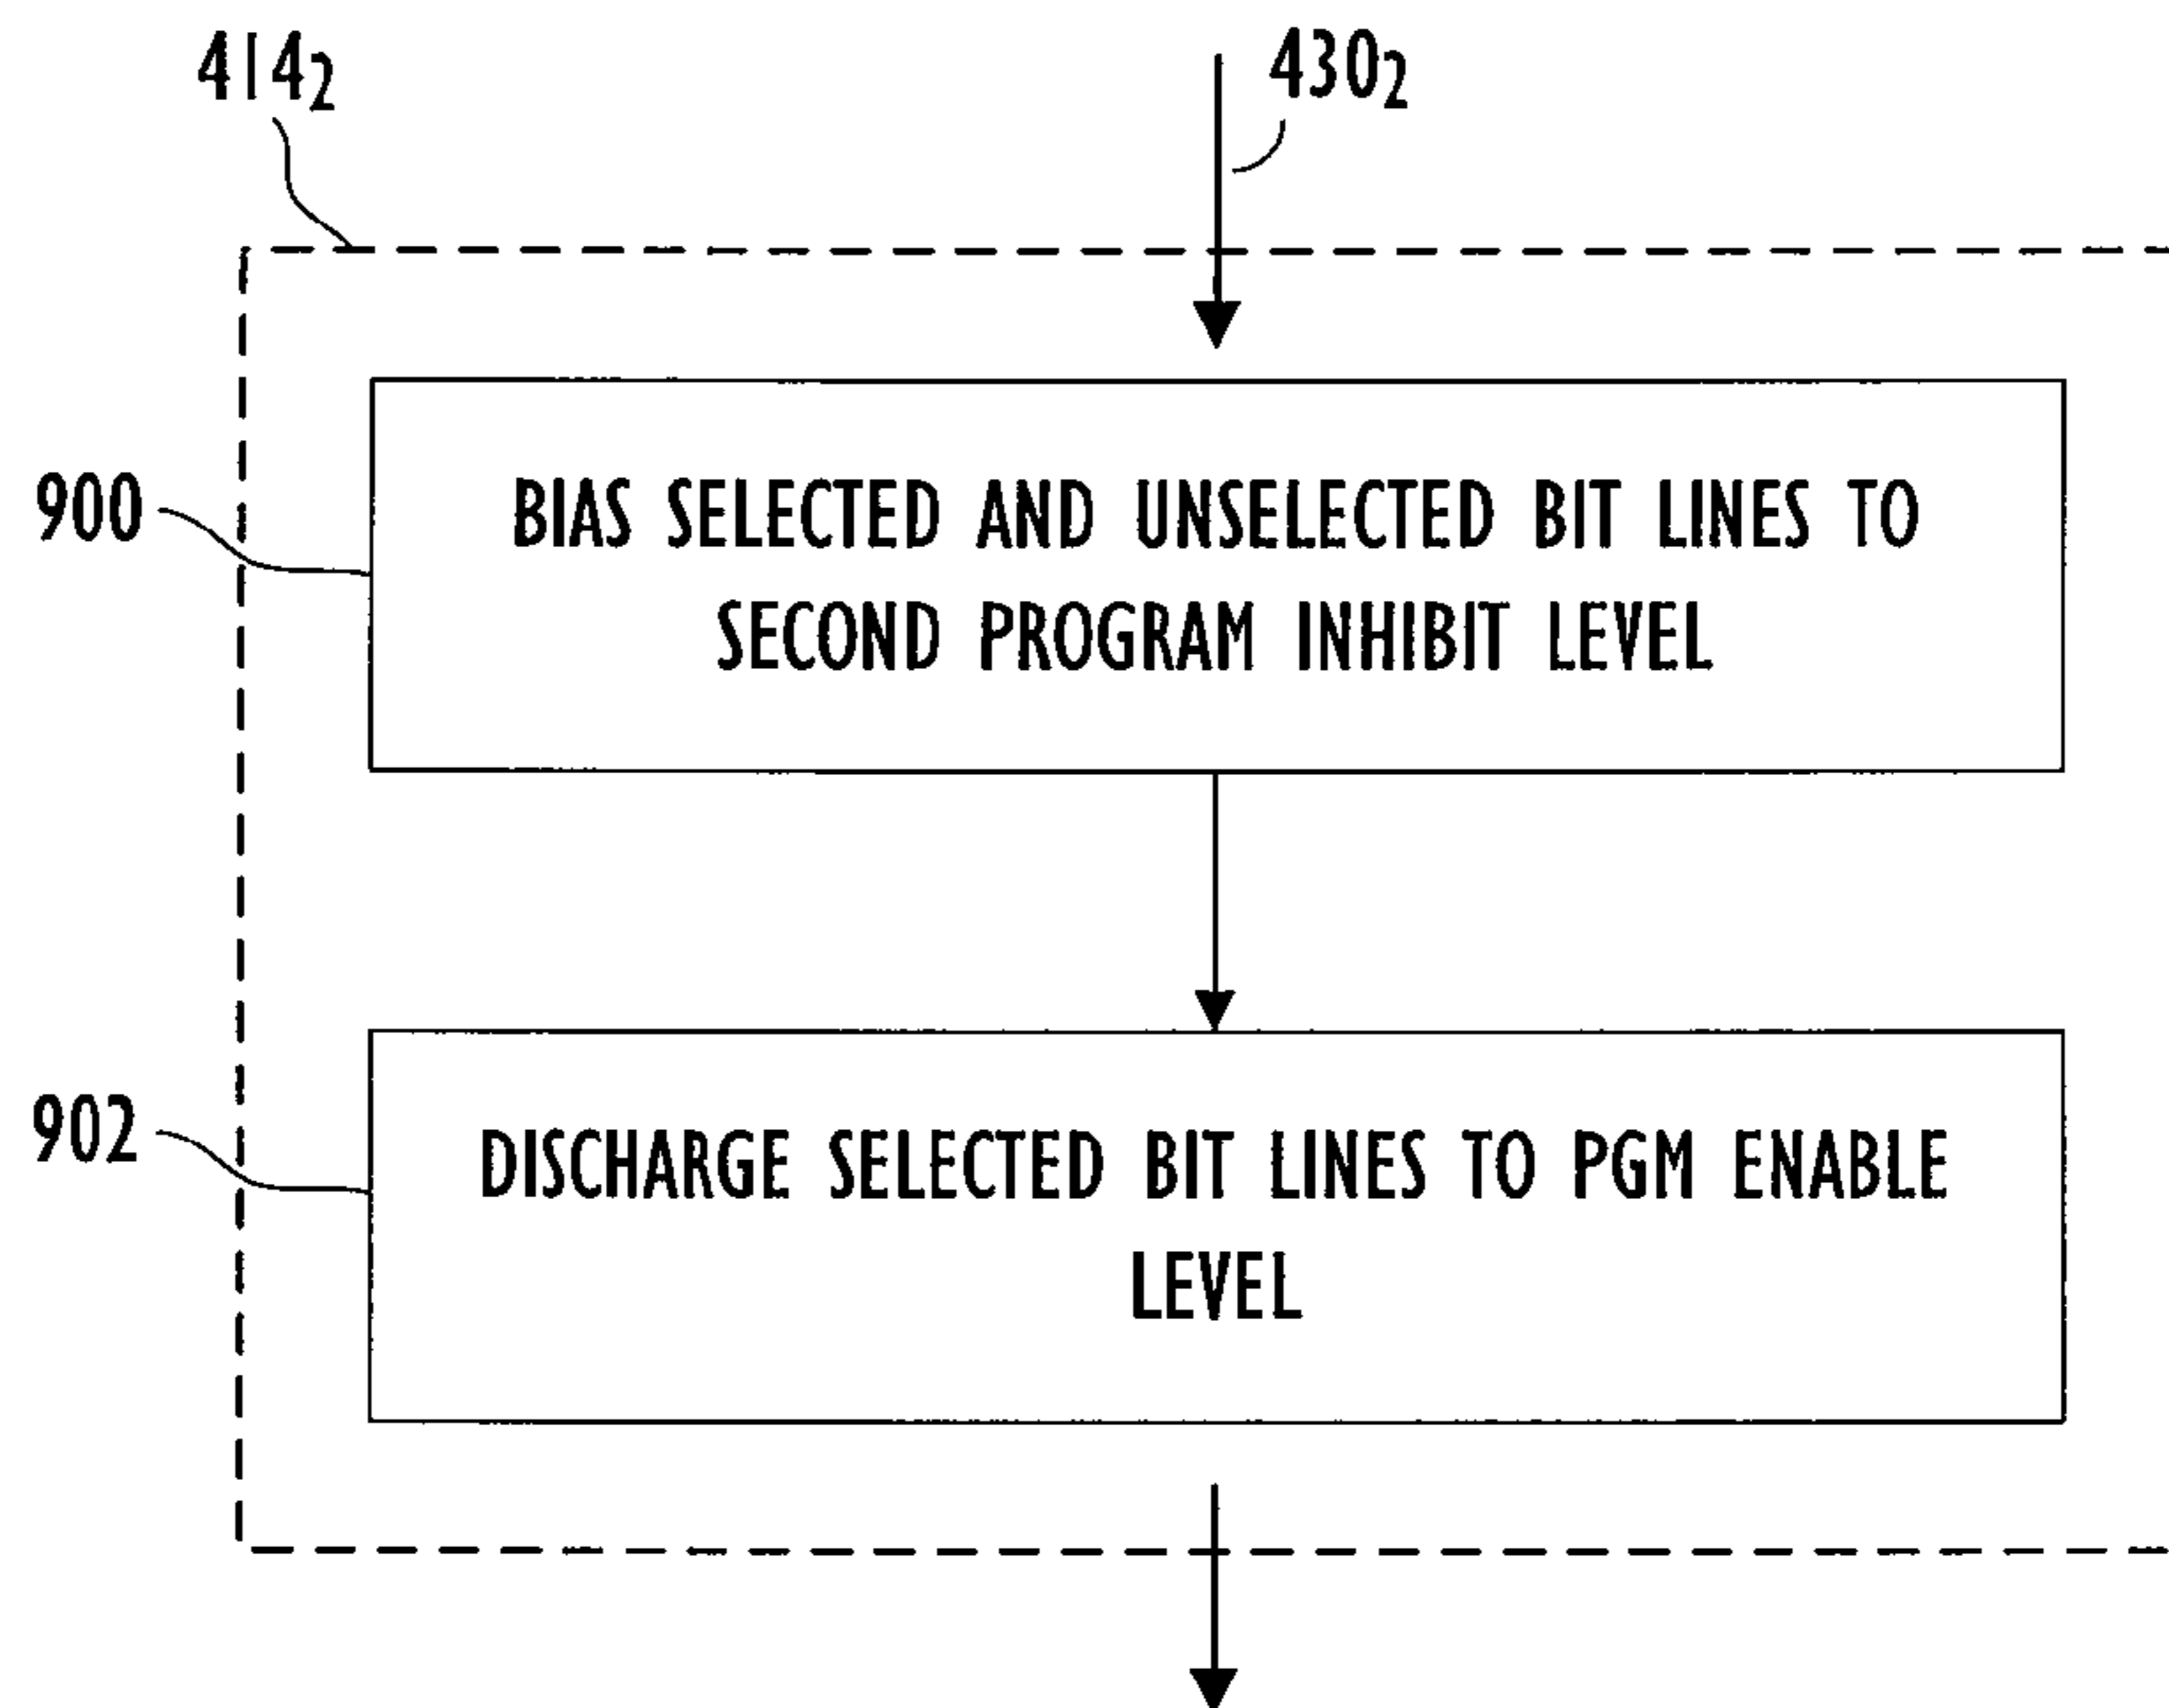 414₂
430₂
900
BIAS SELECTED AND UNSELECTED BIT LINES TO
SECOND PROGRAM INHIBIT LEVEL
902
DISCHARGE SELECTED BIT LINES TO PGM ENABLE
LEVEL